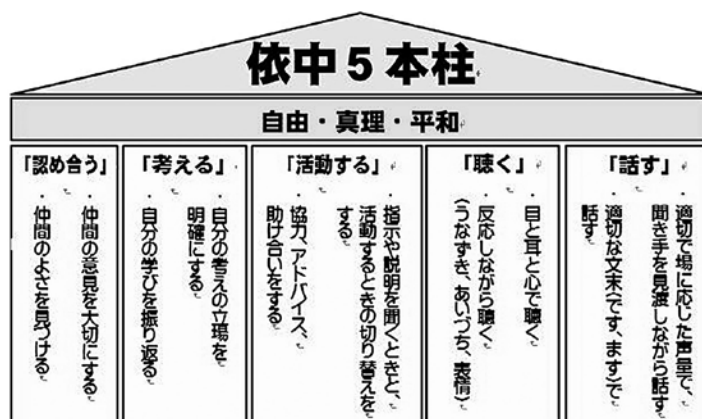 依中５本柱
自由・真理・平和
「話す」
・適切で場に応じた声量で、
聞き手を見渡しながら話す
・適切な文末（です、ます）で
話す
「聴く」
・目と耳と心で聴く
・反応しながら聴く
（うなずき、あいづち、表情）
「活動する」
・指示や説明を聞くときと、
活動するときの切り替えを
する
・協力、アドバイス、
助け合いをする
「考える」
・自分の考えの立場を
明確にする
・自分の学びを振り返る
「認め合う」
・仲間の意見を大切にする
・仲間のよさを見つける